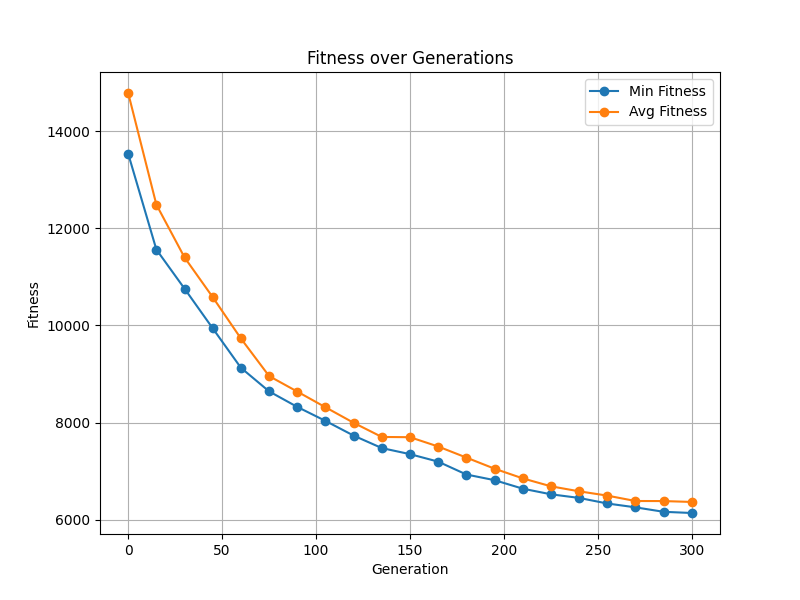 Fitness over Generations
Min Fitness
Avg Fitness
14000
12000
10000
8000
6000
Fitness
0 50 100 150 200 250 300
Generation